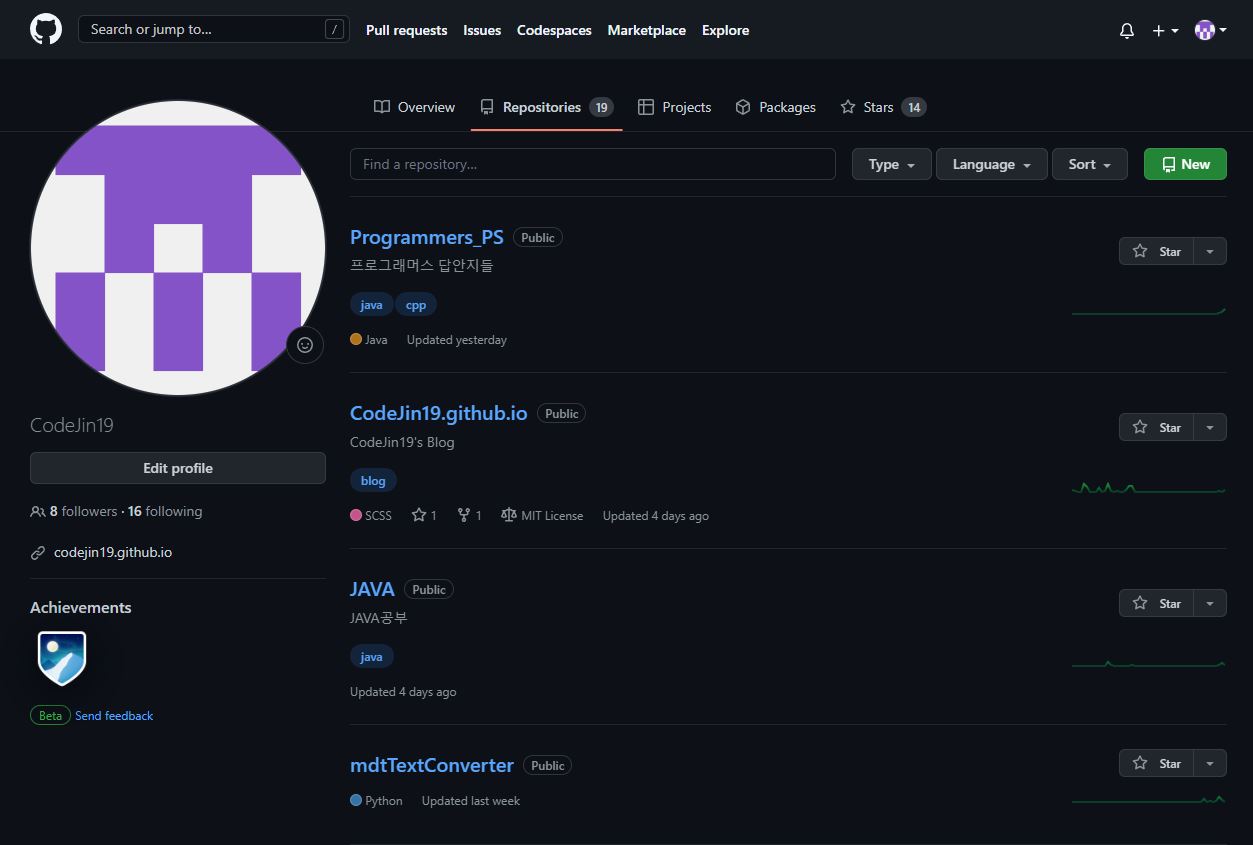 Search or jump to... /
Pull requests Issues Codespaces Marketplace Explore
Overview Repositories 19 Projects Packages Stars 14
Find a repository... Type Language Sort New
Programmers_PS Public
Star
프로그래머스 답안지들
java cpp
Java Updated yesterday
CodeJin19.github.io Public
Star
CodeJin19's Blog
blog
SCSS 1 1 MIT License Updated 4 days ago
JAVA Public
Star
JAVA공부
java
Updated 4 days ago
mdtTextConverter Public
Star
Python Updated last week
CodeJin19
Edit profile
8 followers · 16 following
codejin19.github.io
Achievements
Beta Send feedback